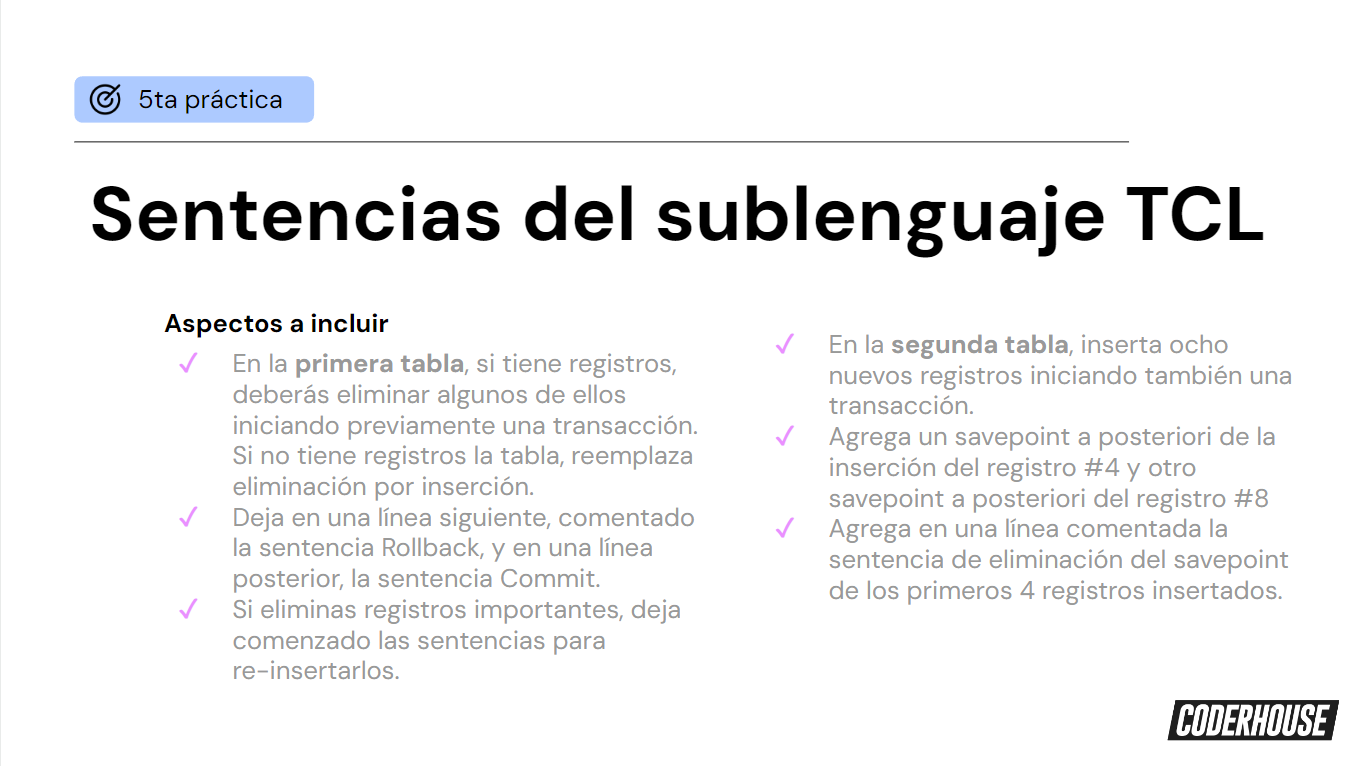 5ta práctica
Sentencias del sublenguaje TCL
Aspectos a incluir
✓ En la primera tabla, si tiene registros,
deberás eliminar algunos de ellos
iniciando previamente una transacción.
Si no tiene registros la tabla, reemplaza
eliminación por inserción.
✓ Deja en una línea siguiente, comentado
la sentencia Rollback, y en una línea
posterior, la sentencia Commit.
✓ Si eliminas registros importantes, deja
comenzado las sentencias para
re-insertarlos.
✓ En la segunda tabla, inserta ocho
nuevos registros iniciando también una
transacción.
✓ Agrega un savepoint a posteriori de la
inserción del registro #4 y otro
savepoint a posteriori del registro #8
✓ Agrega en una línea comentada la
sentencia de eliminación del savepoint
de los primeros 4 registros insertados.
CODERHOUSE